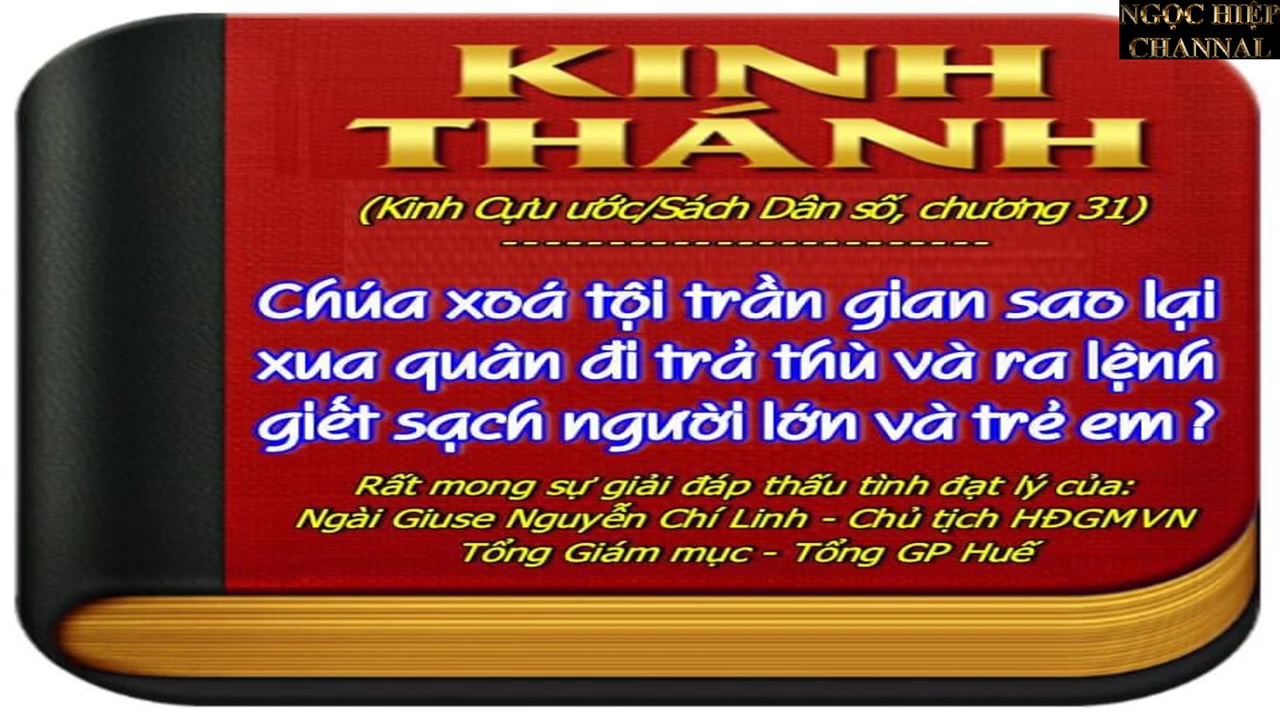 NGỌC HIỆP
CHANNAL
KINH
THÁNH
(Kinh Cựu ước/Sách Dân số, chương 31)
------------------------
Chúa xoá tội trần gian sao lại
xua quân đi trả thù và ra lệnh
giết sạch người lớn và trẻ em ?
Rất mong sự giải đáp thấu tình đạt lý của:
Ngài Giuse Nguyễn Chí Linh - Chủ tịch HĐGMVN
Tổng Giám mục - Tổng GP Huế